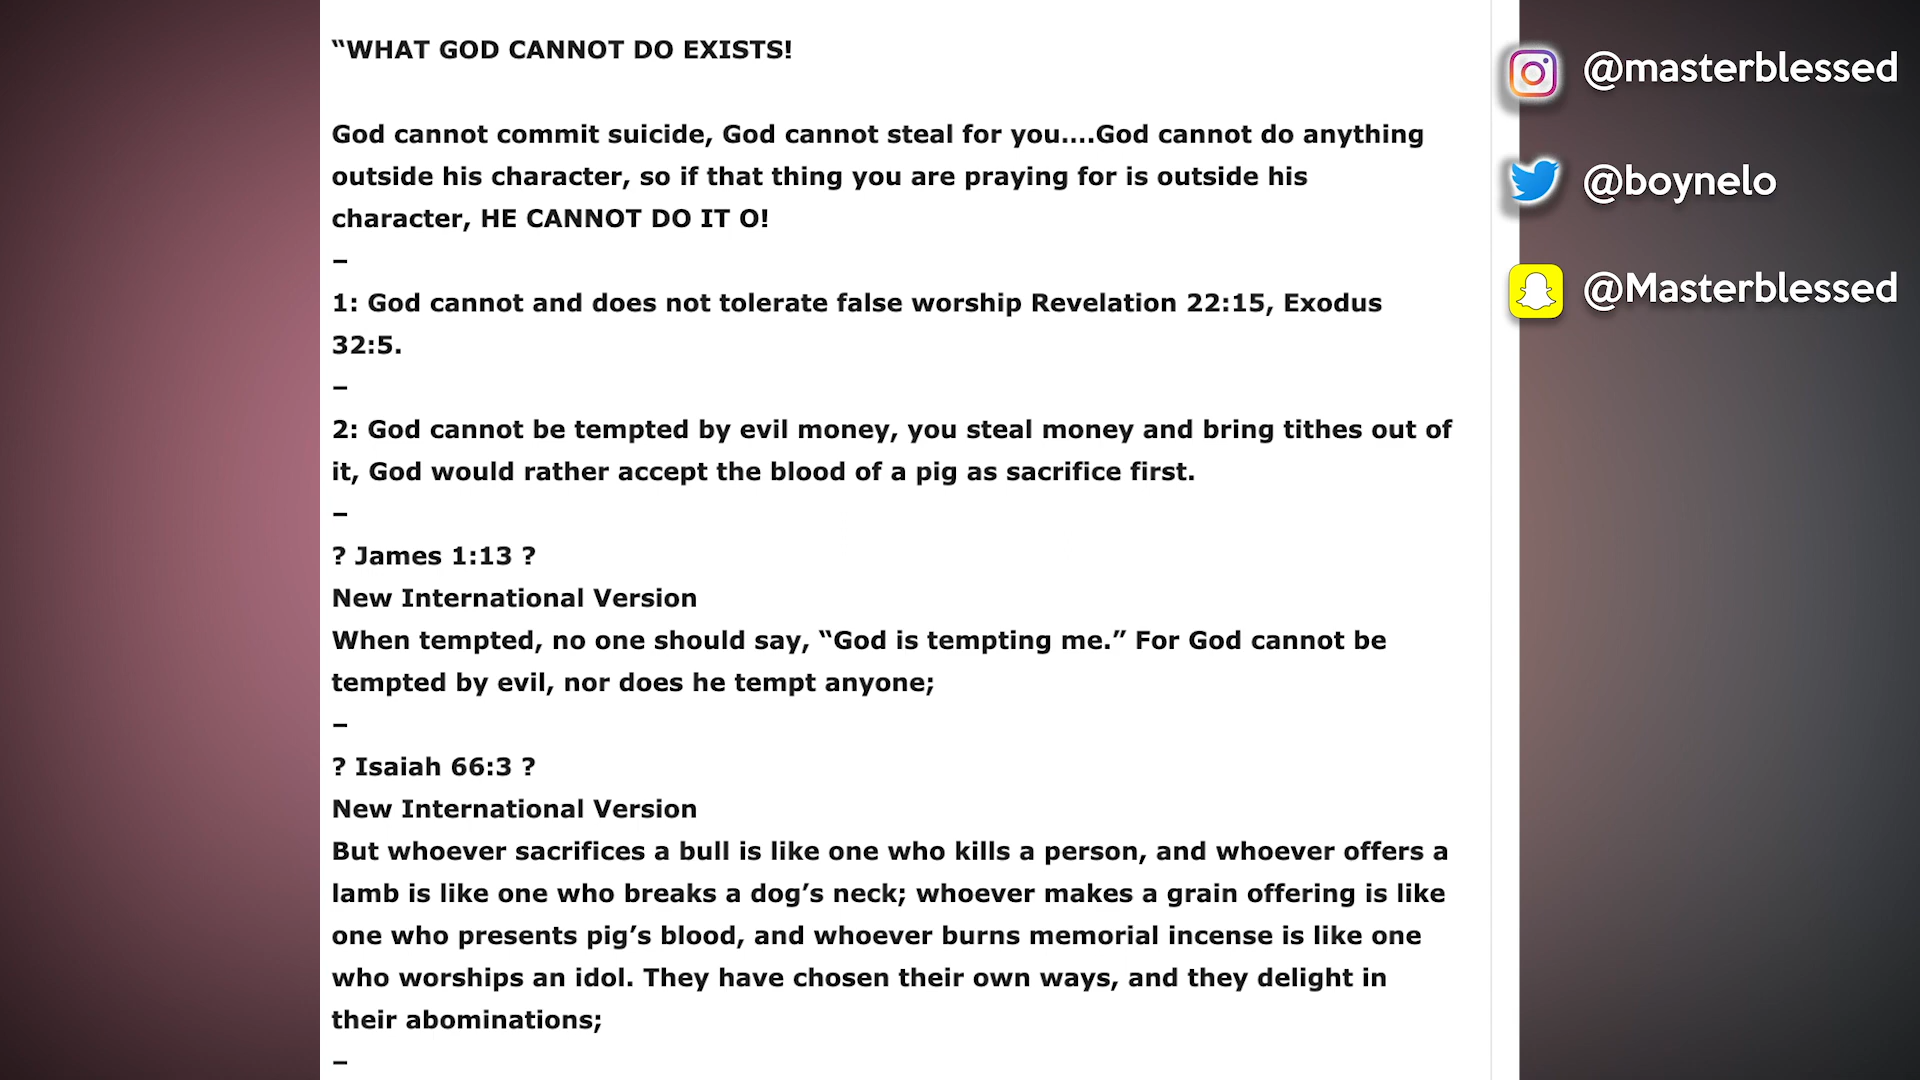 “WHAT GOD CANNOT DO EXISTS!
God cannot commit suicide, God cannot steal for you....God cannot do anything
outside his character, so if that thing you are praying for is outside his
character, HE CANNOT DO IT O!
–
1: God cannot and does not tolerate false worship Revelation 22:15, Exodus
32:5.
–
2: God cannot be tempted by evil money, you steal money and bring tithes out of
it, God would rather accept the blood of a pig as sacrifice first.
–
? James 1:13 ?
New International Version
When tempted, no one should say, “God is tempting me.” For God cannot be
tempted by evil, nor does he tempt anyone;
–
? Isaiah 66:3 ?
New International Version
But whoever sacrifices a bull is like one who kills a person, and whoever offers a
lamb is like one who breaks a dog’s neck; whoever makes a grain offering is like
one who presents pig’s blood, and whoever burns memorial incense is like one
who worships an idol. They have chosen their own ways, and they delight in
their abominations;
–
@masterblessed
@boynelo
@Masterblessed